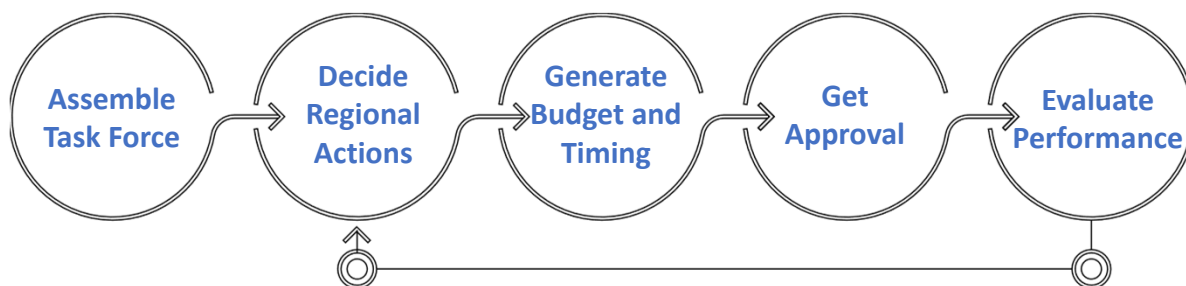 Assemble
Task Force
Decide
Regional
Actions
Generate
Budget and
Timing
Get
Approval
Evaluate
Performance